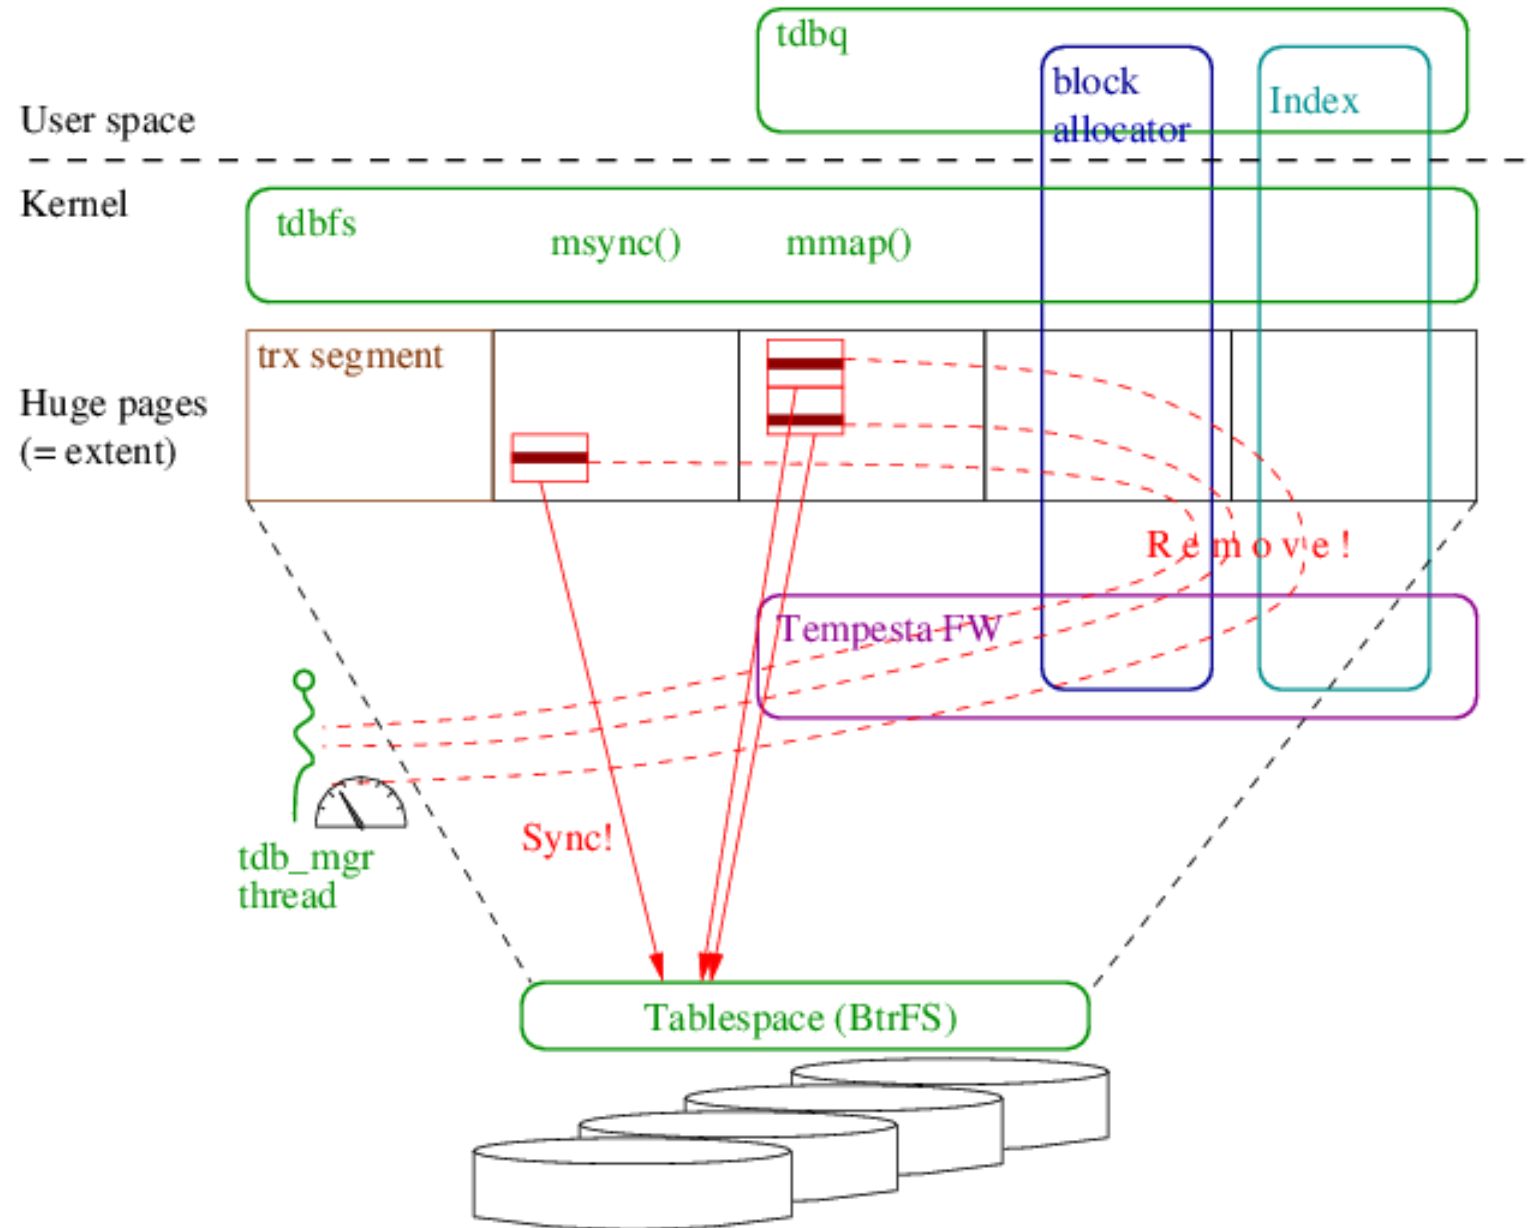 tdbq
block
allocator
Index
User space
Kernel
tdbfs
msync()
mmap()
trx segment
Huge pages
(= extent)
R e m o v e !
Tempesta FW
Sync!
tdb_mgr
thread
Tablespace (BtrFS)